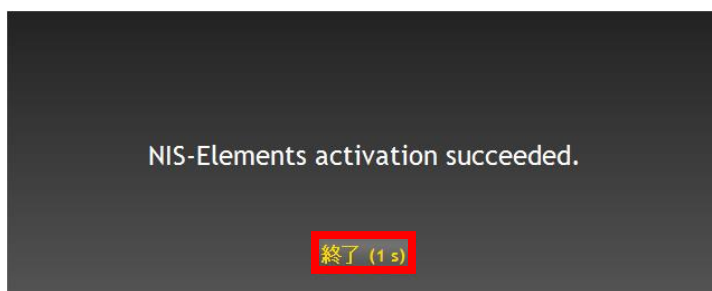 NIS-Elements activation succeeded.
終了 (1 s)